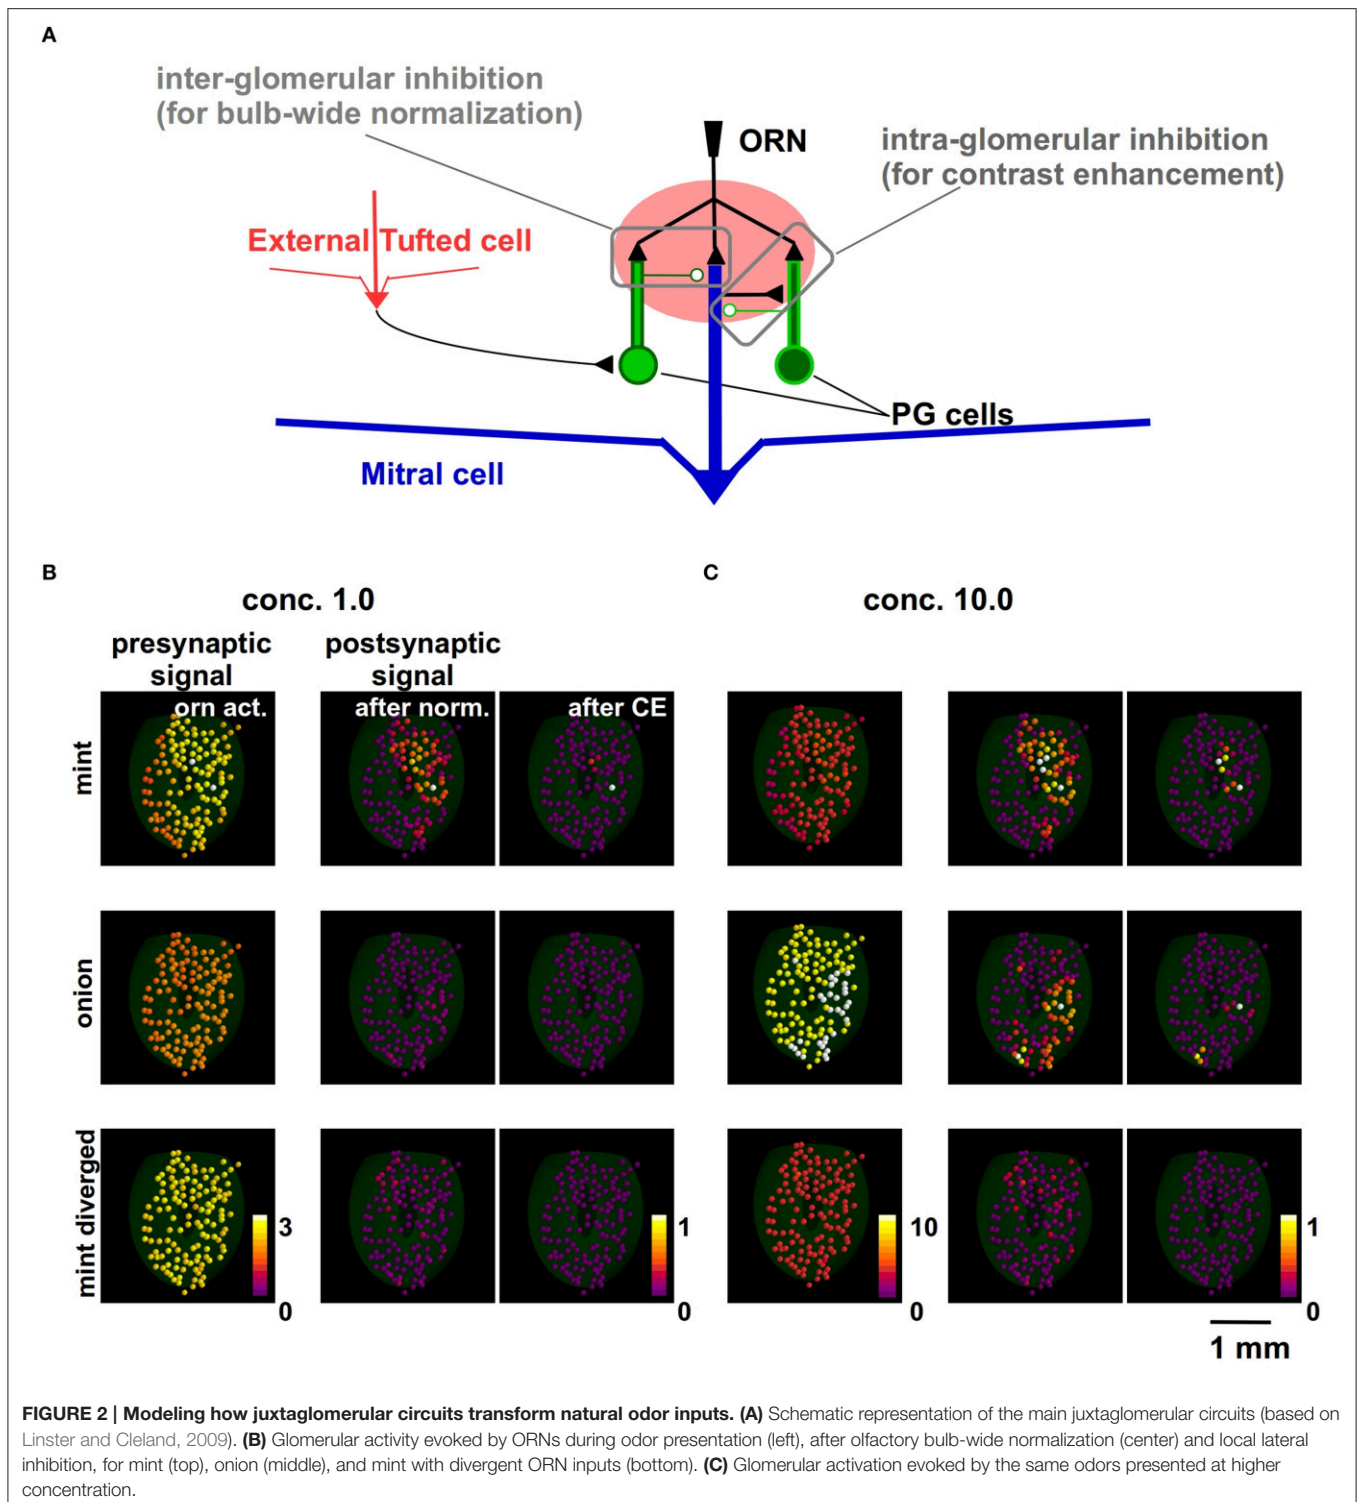 A
inter-glomerular inhibition
(for bulb-wide normalization)
ORN
intra-glomerular inhibition
(for contrast enhancement)
External Tufted cell
PG cells
Mitral cell
B
conc. 1.0
presynaptic
signal
postsynaptic
signal
C
conc. 10.0
orn act.
after norm.
after CE
mint
onion
mint diverged
3
0
1
0
10
0
1
0
1 mm
FIGURE 2 | Modeling how juxtaglomerular circuits transform natural odor inputs. (A) Schematic representation of the main juxtaglomerular circuits (based on
Linster and Cleland, 2009). (B) Glomerular activity evoked by ORNs during odor presentation (left), after olfactory bulb-wide normalization (center) and local lateral
inhibition, for mint (top), onion (middle), and mint with divergent ORN inputs (bottom). (C) Glomerular activation evoked by the same odors presented at higher
concentration.